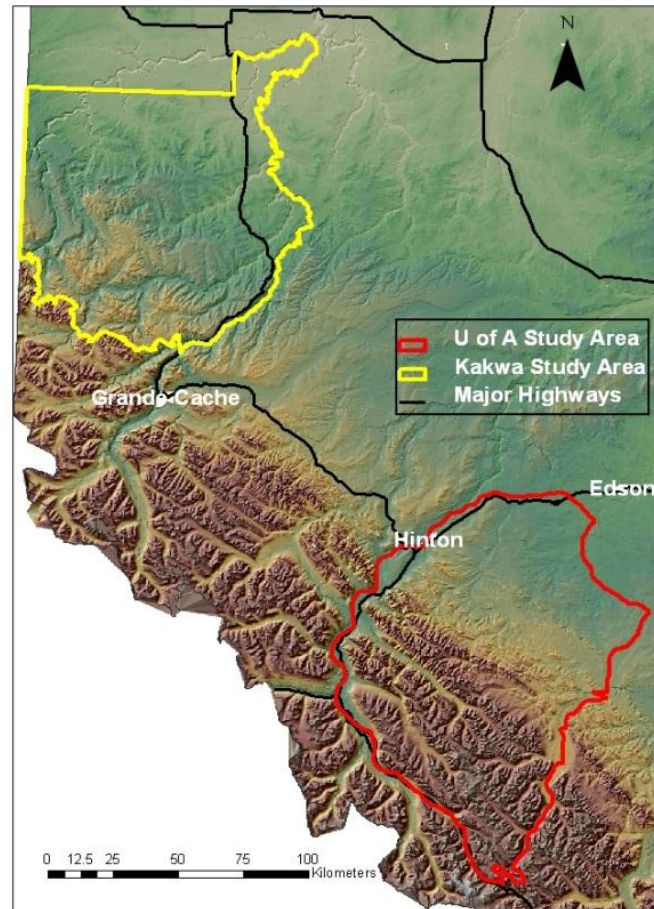 N
U of A Study Area
Kakwa Study Area
Major Highways
Grande Cache
Edson
Hinton
0 12.5 25 50 75 100
Kilometers